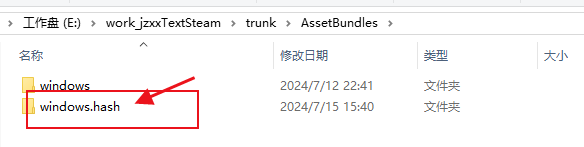 工作盘 (E:) > work_jzxxTextSteam > trunk > AssetBundles >
名称 修改日期 类型 大小
windows 2024/7/12 22:41 文件夹
windows.hash 2024/7/15 15:40 文件夹